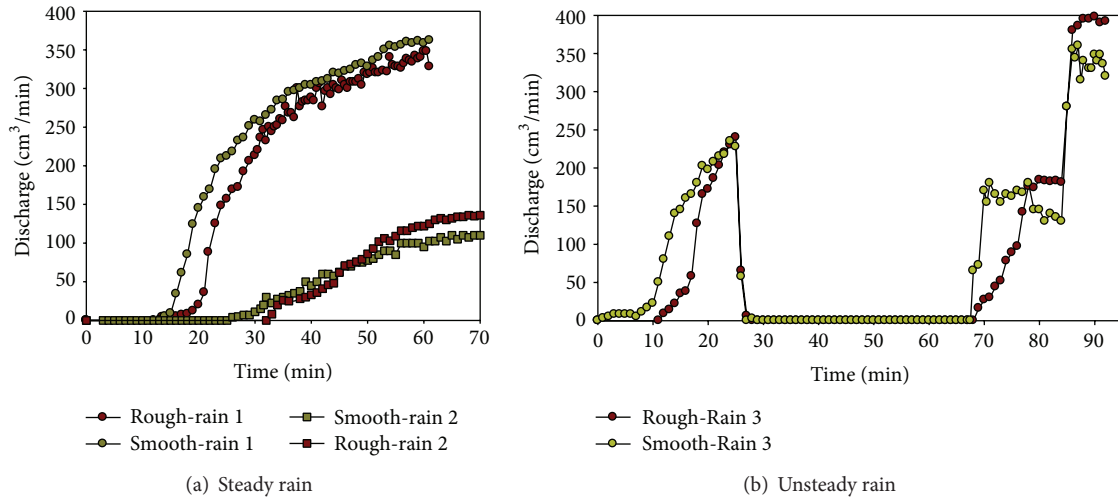 400
350
300
250
200
150
100
50
0
Discharge (cm³/min)
0 10 20 30 40 50 60 70
Time (min)
Rough-rain 1
Smooth-rain 2
Smooth-rain 1
Rough-rain 2
(a) Steady rain
400
350
300
250
200
150
100
50
0
Discharge (cm³/min)
0 10 20 30 40 50 60 70 80 90
Time (min)
Rough-Rain 3
Smooth-Rain 3
(b) Unsteady rain